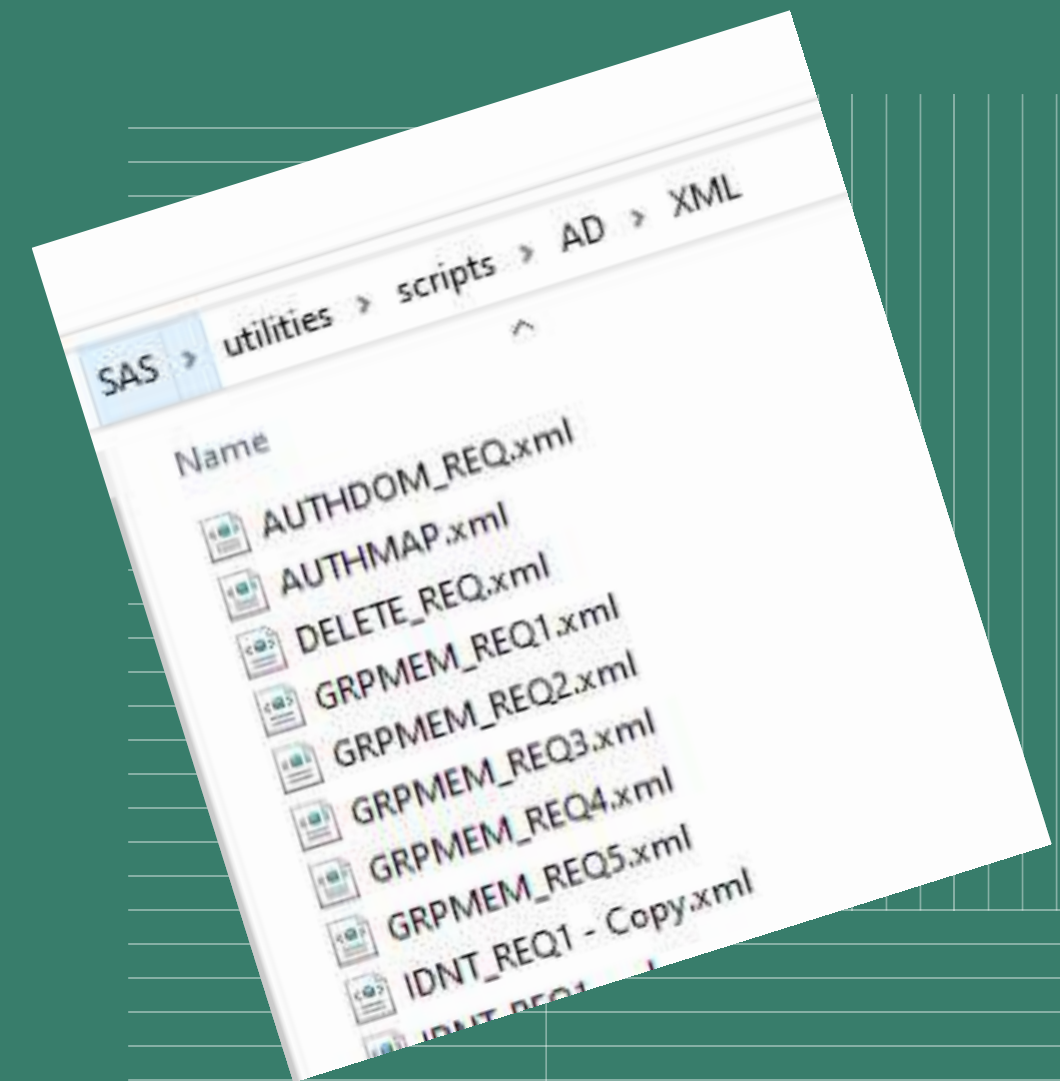 SAS › utilities › scripts › AD › XML
Name
AUTHDOM_REQ.xml
AUTHMAP.xml
DELETE_REQ.xml
GRPMEM_REQ1.xml
GRPMEM_REQ2.xml
GRPMEM_REQ3.xml
GRPMEM_REQ4.xml
GRPMEM_REQ5.xml
IDNT_REQ1 - Copy.xml